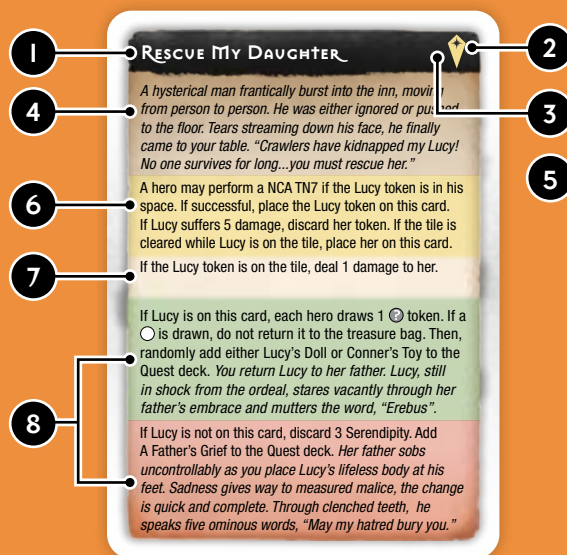 1
RESCUE MY DAUGHTER
2
3
4
A hysterical man frantically burst into the inn, moving
from person to person. He was either ignored or pushed
to the floor. Tears streaming down his face, he finally
came to your table. “Crawlers have kidnapped my Lucy!
No one survives for long...you must rescue her.”
5
6
A hero may perform a NCA TN7 if the Lucy token is in his
space. If successful, place the Lucy token on this card.
If Lucy suffers 5 damage, discard her token. If the tile is
cleared while Lucy is on the tile, place her on this card.
7
If the Lucy token is on the tile, deal 1 damage to her.
8
If Lucy is on this card, each hero draws 1 ? token. If a
is drawn, do not return it to the treasure bag. Then,
randomly add either Lucy’s Doll or Conner’s Toy to the
Quest deck. You return Lucy to her father. Lucy, still
in shock from the ordeal, stares vacantly through her
father’s embrace and mutters the word, “Erebus”.
If Lucy is not on this card, discard 3 Serendipity. Add
A Father’s Grief to the Quest deck. Her father sobs
uncontrollably as you place Lucy’s lifeless body at his
feet. Sadness gives way to measured malice, the change
is quick and complete. Through clenched teeth, he
speaks five ominous words, “May my hatred bury you.”